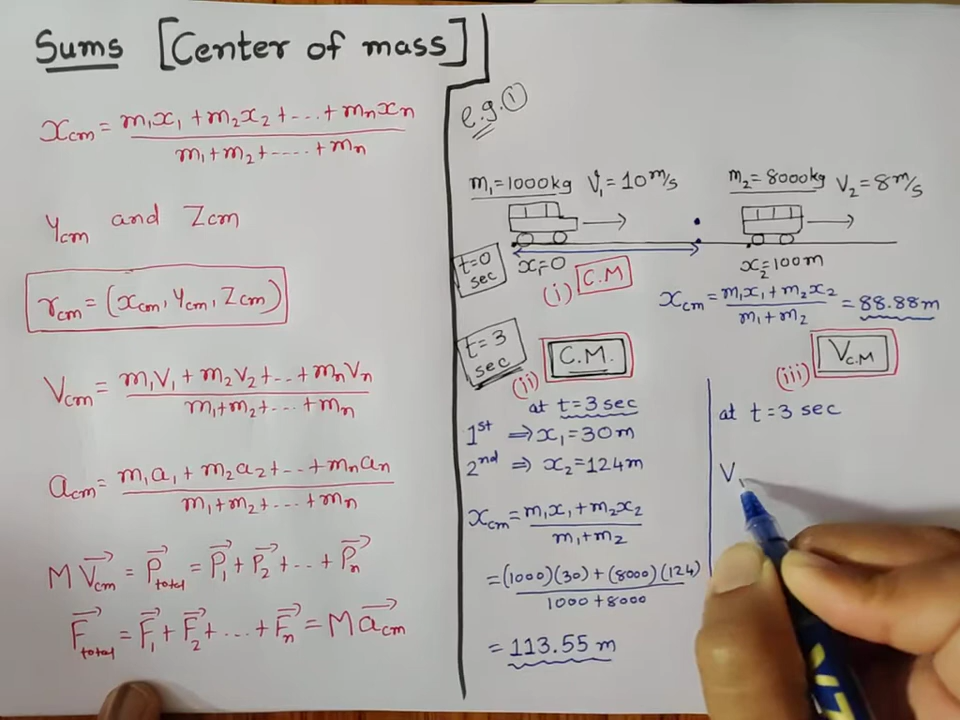 Sums [Center of mass]
xcm = m1x1 + m2x2 + ... + mnxn / m1 + m2 + ..... + mn
Ycm and Zcm
rcm = (xcm, Ycm, Zcm)
Vcm = m1V1 + m2V2 + .. + mnVn / m1 + m2 + ... + mn
acm = m1a1 + m2a2 + ... + mnan / m1 + m2 + ... + mn
M Vcm = Ptotal = P1 + P2 + ... + Pn
Ftotal = F1 + F2 + ... + Fn = M acm
e.g. 1
m1 = 1000kg V1 = 10 m/s
m2 = 8000kg V2 = 8 m/s
t=0 sec
x1=0
x2=100m
(i) C.M
xcm = m1x1 + m2x2 / m1 + m2 = 88.88m
t=3 sec
(ii) C.M.
at t=3 sec
1st ⇒ x1 = 30m
2nd ⇒ x2 = 124m
xcm = m1x1 + m2x2 / m1 + m2
= (1000)(30) + (8000)(124) / 1000 + 8000
= 113.55 m
(iii) VC.M
at t=3 sec
V